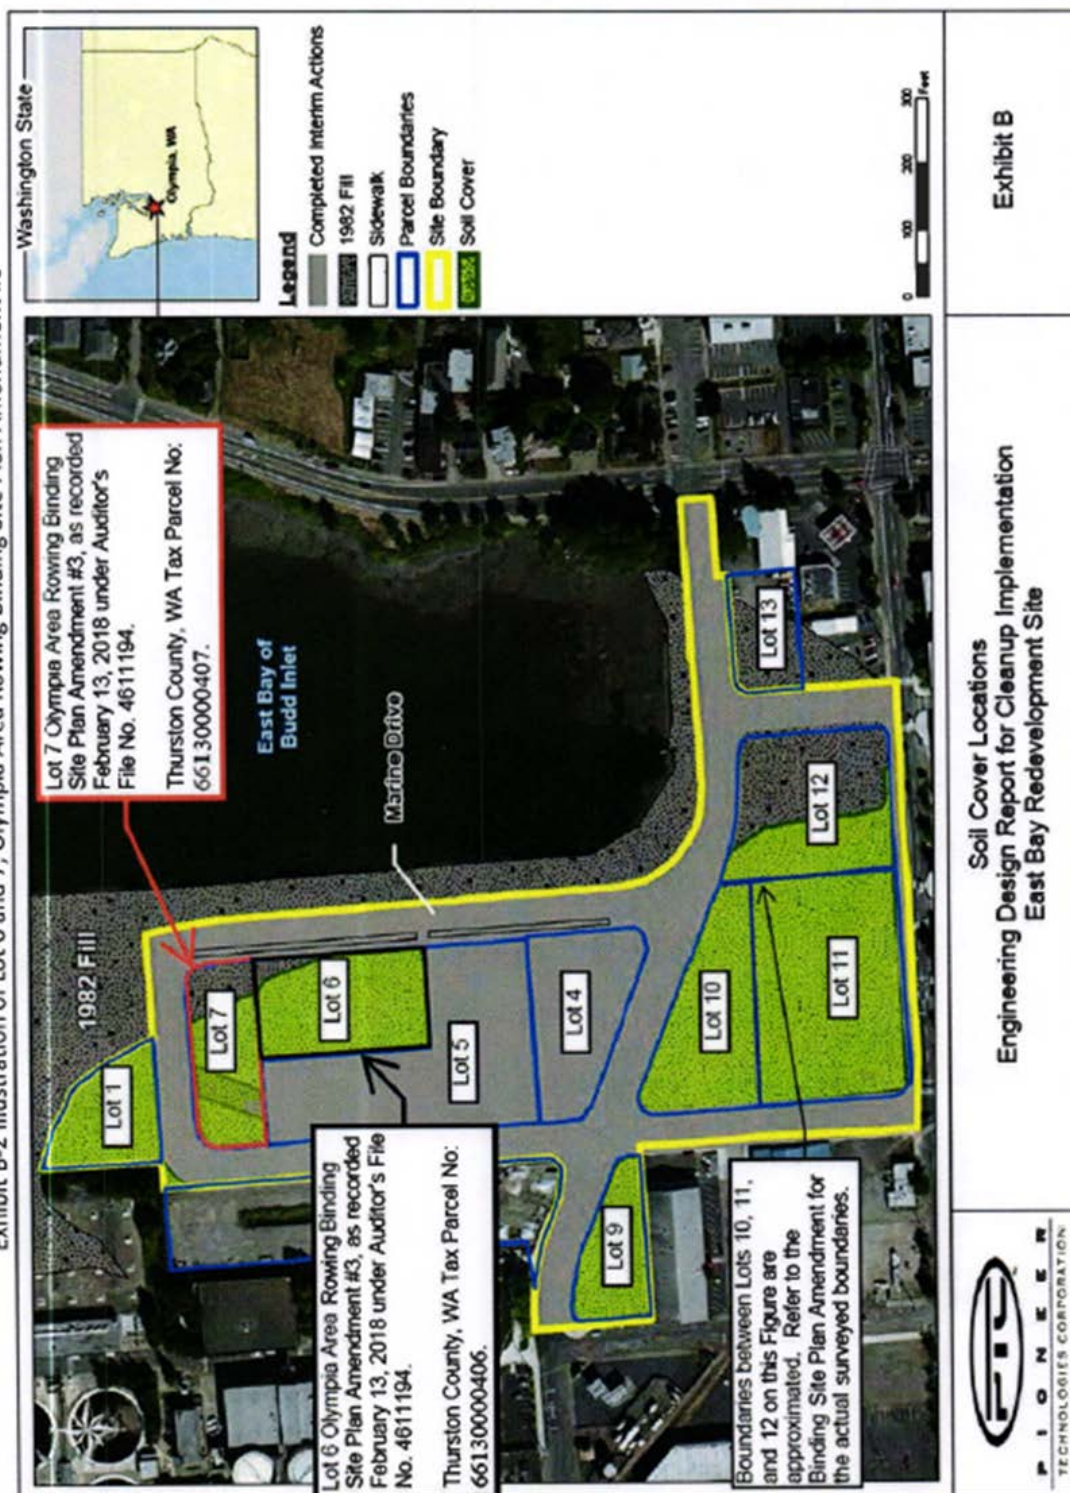 Washington State
Olympia, WA
Legend
Completed Interim Actions
1982 Fill
Sidewalk
Parcel Boundaries
Site Boundary
Soil Cover
0 100 200 300
Feet
Lot 7 Olympia Area Rowing Binding
Site Plan Amendment #3, as recorded
February 13, 2018 under Auditor's
File No. 4611194.
Thurston County, WA Tax Parcel No:
66130000407.
East Bay of
Budd Inlet
Marine Drive
1982 Fill
Lot 1
Lot 7
Lot 6
Lot 5
Lot 4
Lot 10
Lot 11
Lot 12
Lot 13
Lot 9
Lot 6 Olympia Area Rowing Binding
Site Plan Amendment #3, as recorded
February 13, 2018 under Auditor's File
No. 4611194.
Thurston County, WA Tax Parcel No:
66130000406.
Boundaries between Lots 10, 11,
and 12 on this Figure are
approximated. Refer to the
Binding Site Plan Amendment for
the actual surveyed boundaries.
PIONEER
TECHNOLOGIES CORPORATION
Soil Cover Locations
Engineering Design Report for Cleanup Implementation
East Bay Redevelopment Site
Exhibit B